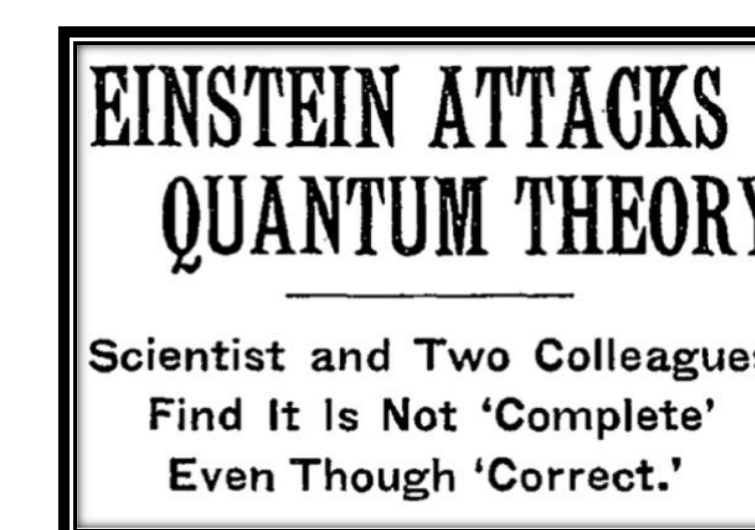 EINSTEIN ATTACKS
QUANTUM THEORY
Scientist and Two Colleagues
Find It Is Not ‘Complete’
Even Though ‘Correct.’